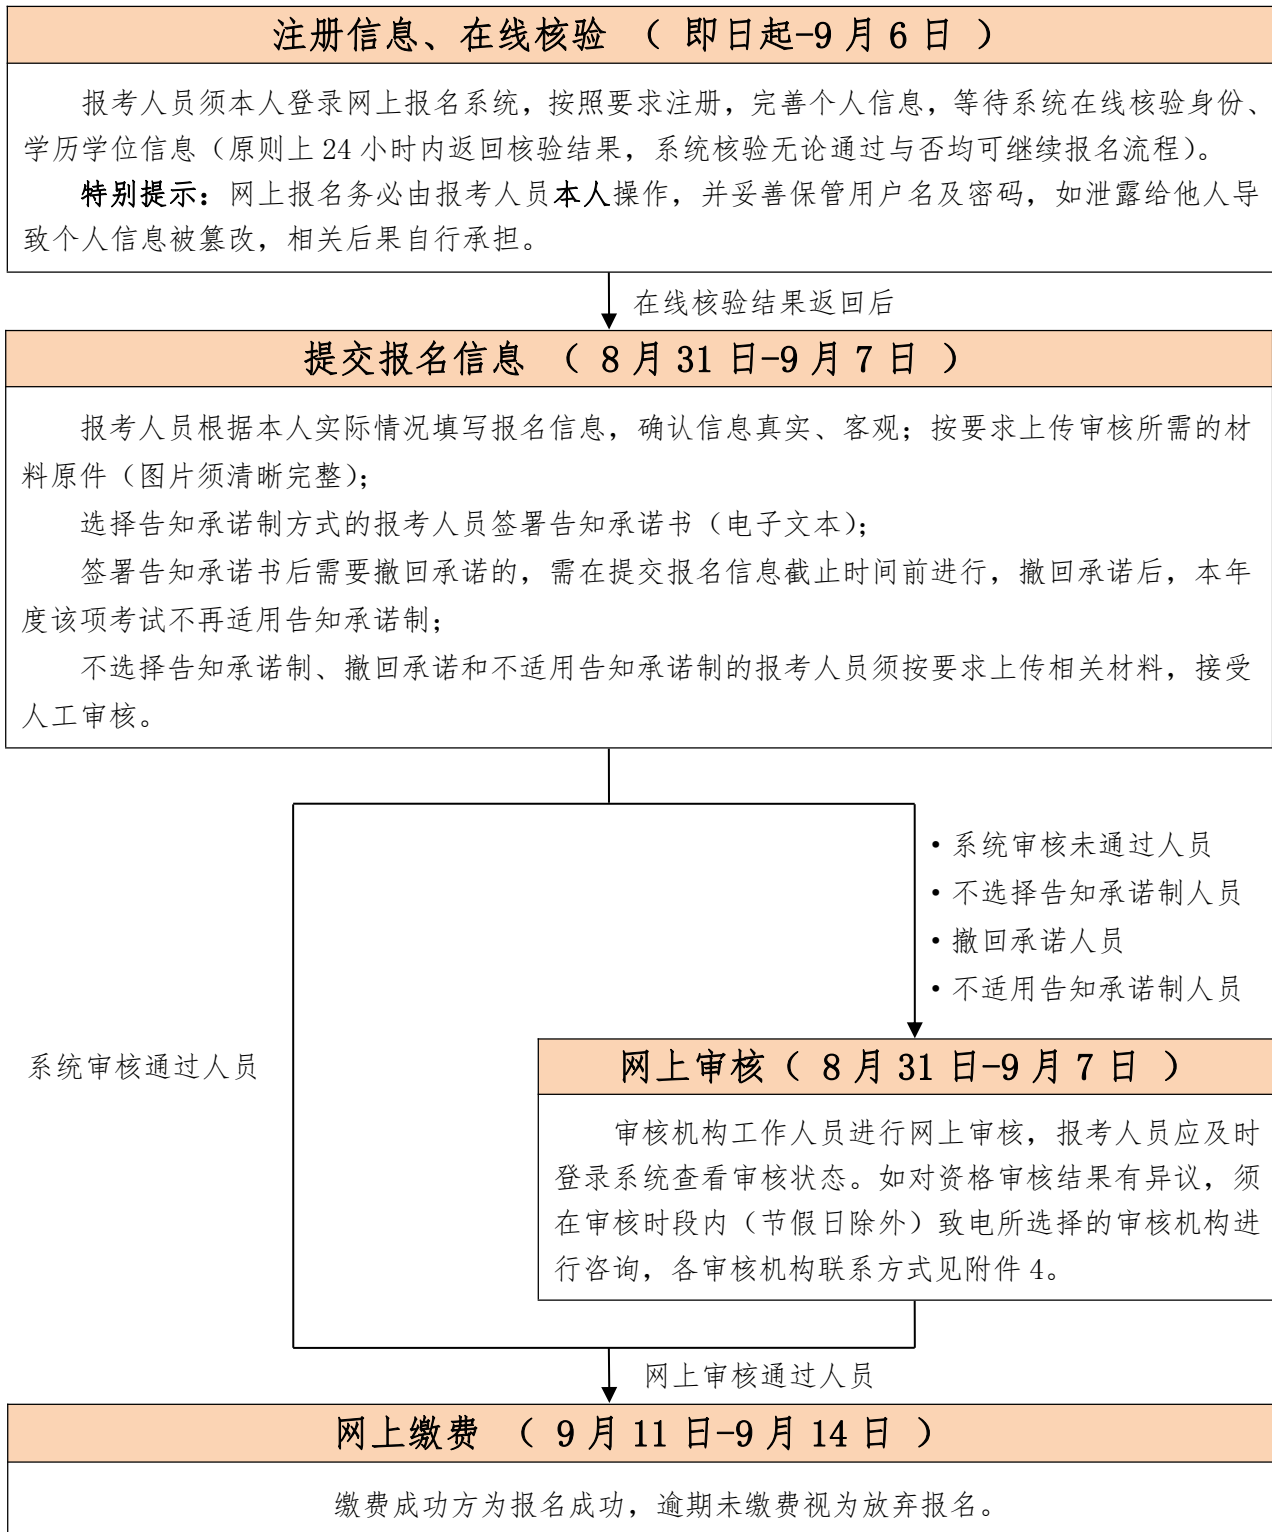 注册信息、在线核验 （ 即日起-9 月 6 日 ）
报考人员须本人登录网上报名系统，按照要求注册，完善个人信息，等待系统在线核验身份、
学历学位信息（原则上 24 小时内返回核验结果，系统核验无论通过与否均可继续报名流程）。
特别提示：网上报名务必由报考人员本人操作，并妥善保管用户名及密码，如泄露给他人导
致个人信息被篡改，相关后果自行承担。
在线核验结果返回后
提交报名信息 （ 8 月 31 日-9 月 7 日 ）
报考人员根据本人实际情况填写报名信息，确认信息真实、客观；按要求上传审核所需的材
料原件（图片须清晰完整）；
选择告知承诺制方式的报考人员签署告知承诺书（电子文本）；
签署告知承诺书后需要撤回承诺的，需在提交报名信息截止时间前进行，撤回承诺后，本年
度该项考试不再适用告知承诺制；
不选择告知承诺制、撤回承诺和不适用告知承诺制的报考人员须按要求上传相关材料，接受
人工审核。
·系统审核未通过人员
·不选择告知承诺制人员
·撤回承诺人员
·不适用告知承诺制人员
系统审核通过人员
网上审核（ 8 月 31 日-9 月 7 日 ）
审核机构工作人员进行网上审核，报考人员应及时
登录系统查看审核状态。如对资格审核结果有异议，须
在审核时段内（节假日除外）致电所选择的审核机构进
行咨询，各审核机构联系方式见附件 4。
网上审核通过人员
网上缴费 （ 9 月 11 日-9 月 14 日 ）
缴费成功方为报名成功，逾期未缴费视为放弃报名。